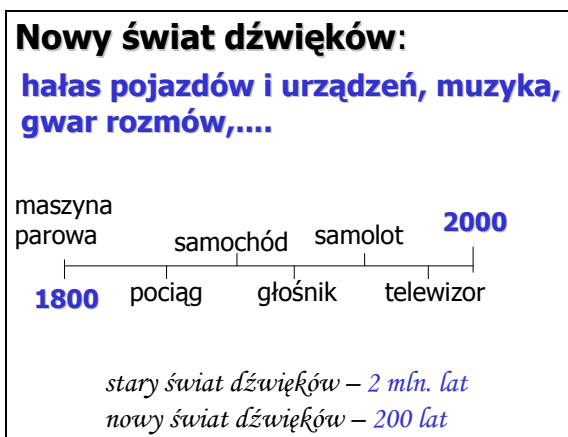 Nowy świat dźwięków:
hałas pojazdów i urządzeń, muzyka,
gwar rozmów,....
maszyna
parowa
samochód
samolot
2000
1800
pociąg
głośnik
telewizor
stary świat dźwięków – 2 mln. lat
nowy świat dźwięków – 200 lat